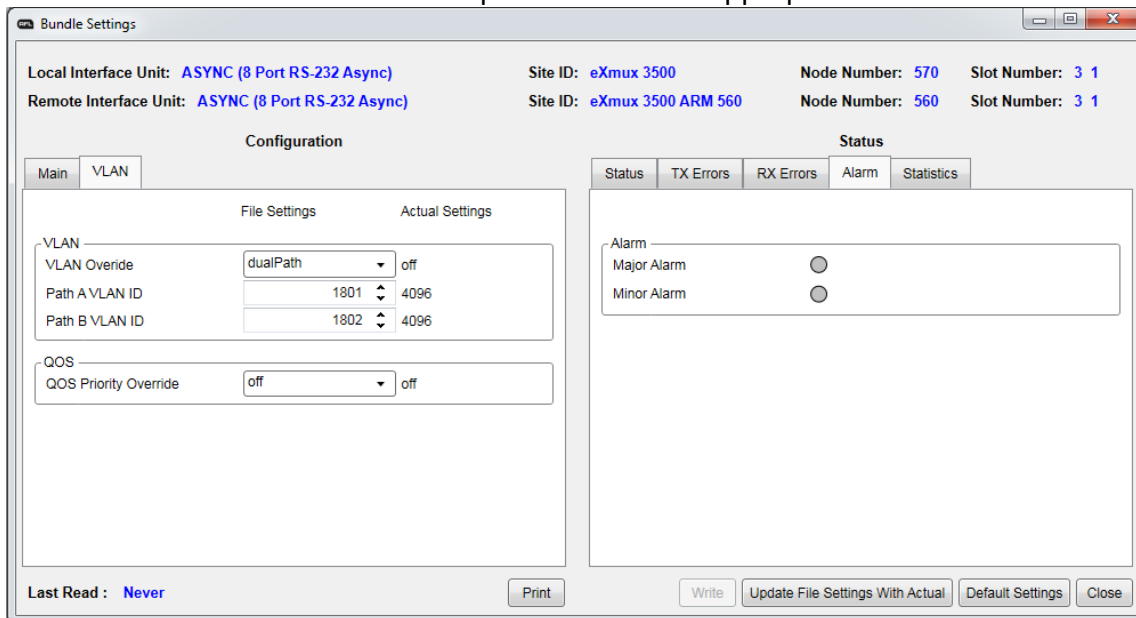 Bundle Settings
Local Interface Unit: ASYNC (8 Port RS-232 Async) Site ID: eXmux 3500 Node Number: 570 Slot Number: 3 1
Remote Interface Unit: ASYNC (8 Port RS-232 Async) Site ID: eXmux 3500 ARM 560 Node Number: 560 Slot Number: 3 1
Configuration Status
Main VLAN Status TX Errors RX Errors Alarm Statistics
File Settings Actual Settings
VLAN Alarm
VLAN Overide dualPath off Major Alarm
Path A VLAN ID 1801 4096 Minor Alarm
Path B VLAN ID 1802 4096
QOS
QOS Priority Override off off
Last Read : Never Print Write Update File Settings With Actual Default Settings Close